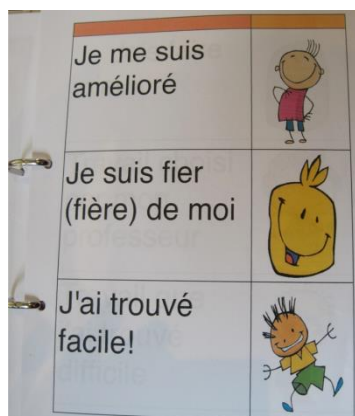 Je me suis
amélioré
Je suis fier
(fière) de moi
J'ai trouvé
facile!